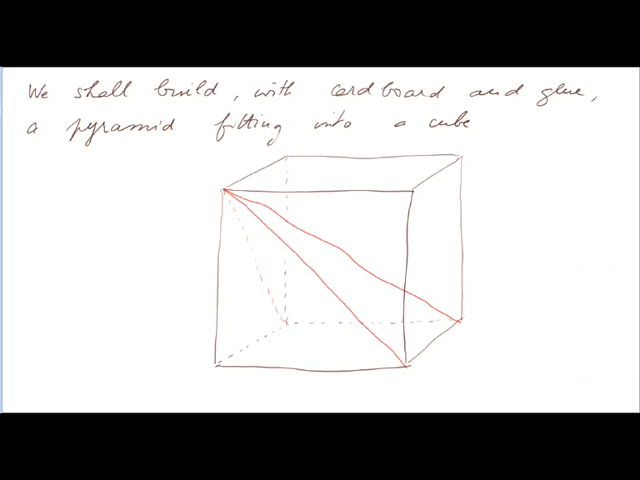 We shall build, with cardboard and glue,
a pyramid fitting into a cube